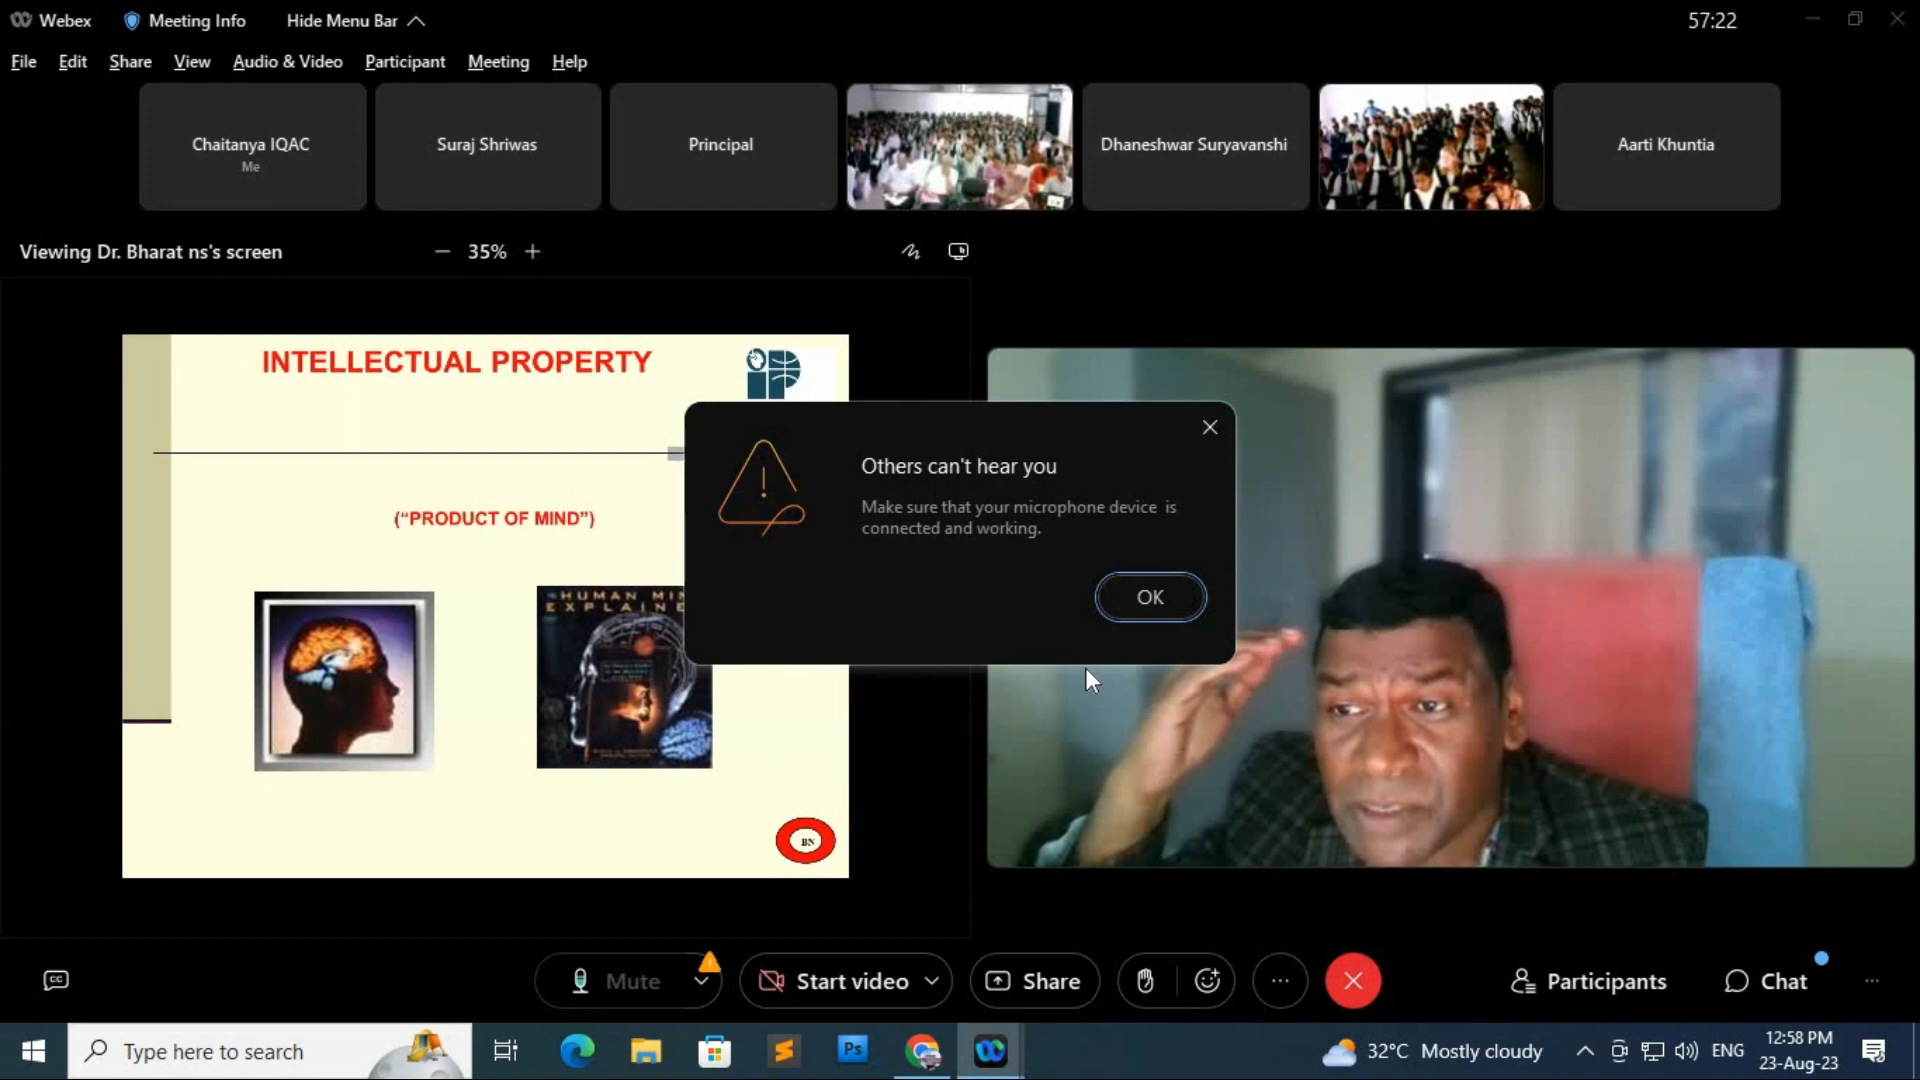 Webex
Meeting Info
Hide Menu Bar
57:22
File
Edit
Share
View
Audio & Video
Participant
Meeting
Help
Chaitanya IQAC
Me
Suraj Shriwas
Principal
Dhaneshwar Suryavanshi
Aarti Khuntia
Viewing Dr. Bharat ns's screen
35%
INTELLECTUAL PROPERTY
(“PRODUCT OF MIND”)
HUMAN MIN
EXPLAINE
BN
Others can't hear you
Make sure that your microphone device is
connected and working.
OK
CC
Mute
Start video
Share
Participants
Chat
Type here to search
Ps
32°C Mostly cloudy
ENG
12:58 PM
23-Aug-23